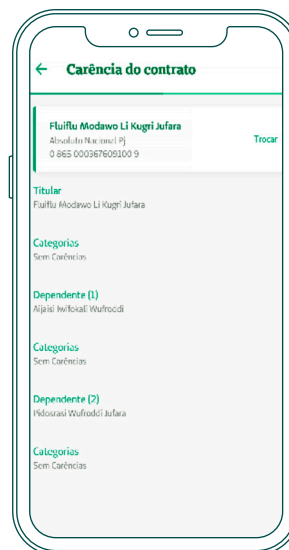 Carência do contrato
Fluiflu Modawo Li Kugri Jufara
Absoluto Nacional Pj
Trocar
0 865 000367609100 9
Titular
Fluiflu Modawo Li Kugri Jufara
Categorias
Sem Carências
Dependente (1)
Aijaisi Iwifokali Wufroddi
Categorias
Sem Carências
Dependente (2)
Pidosrasi Wufroddi Jufara
Categorias
Sem Carências